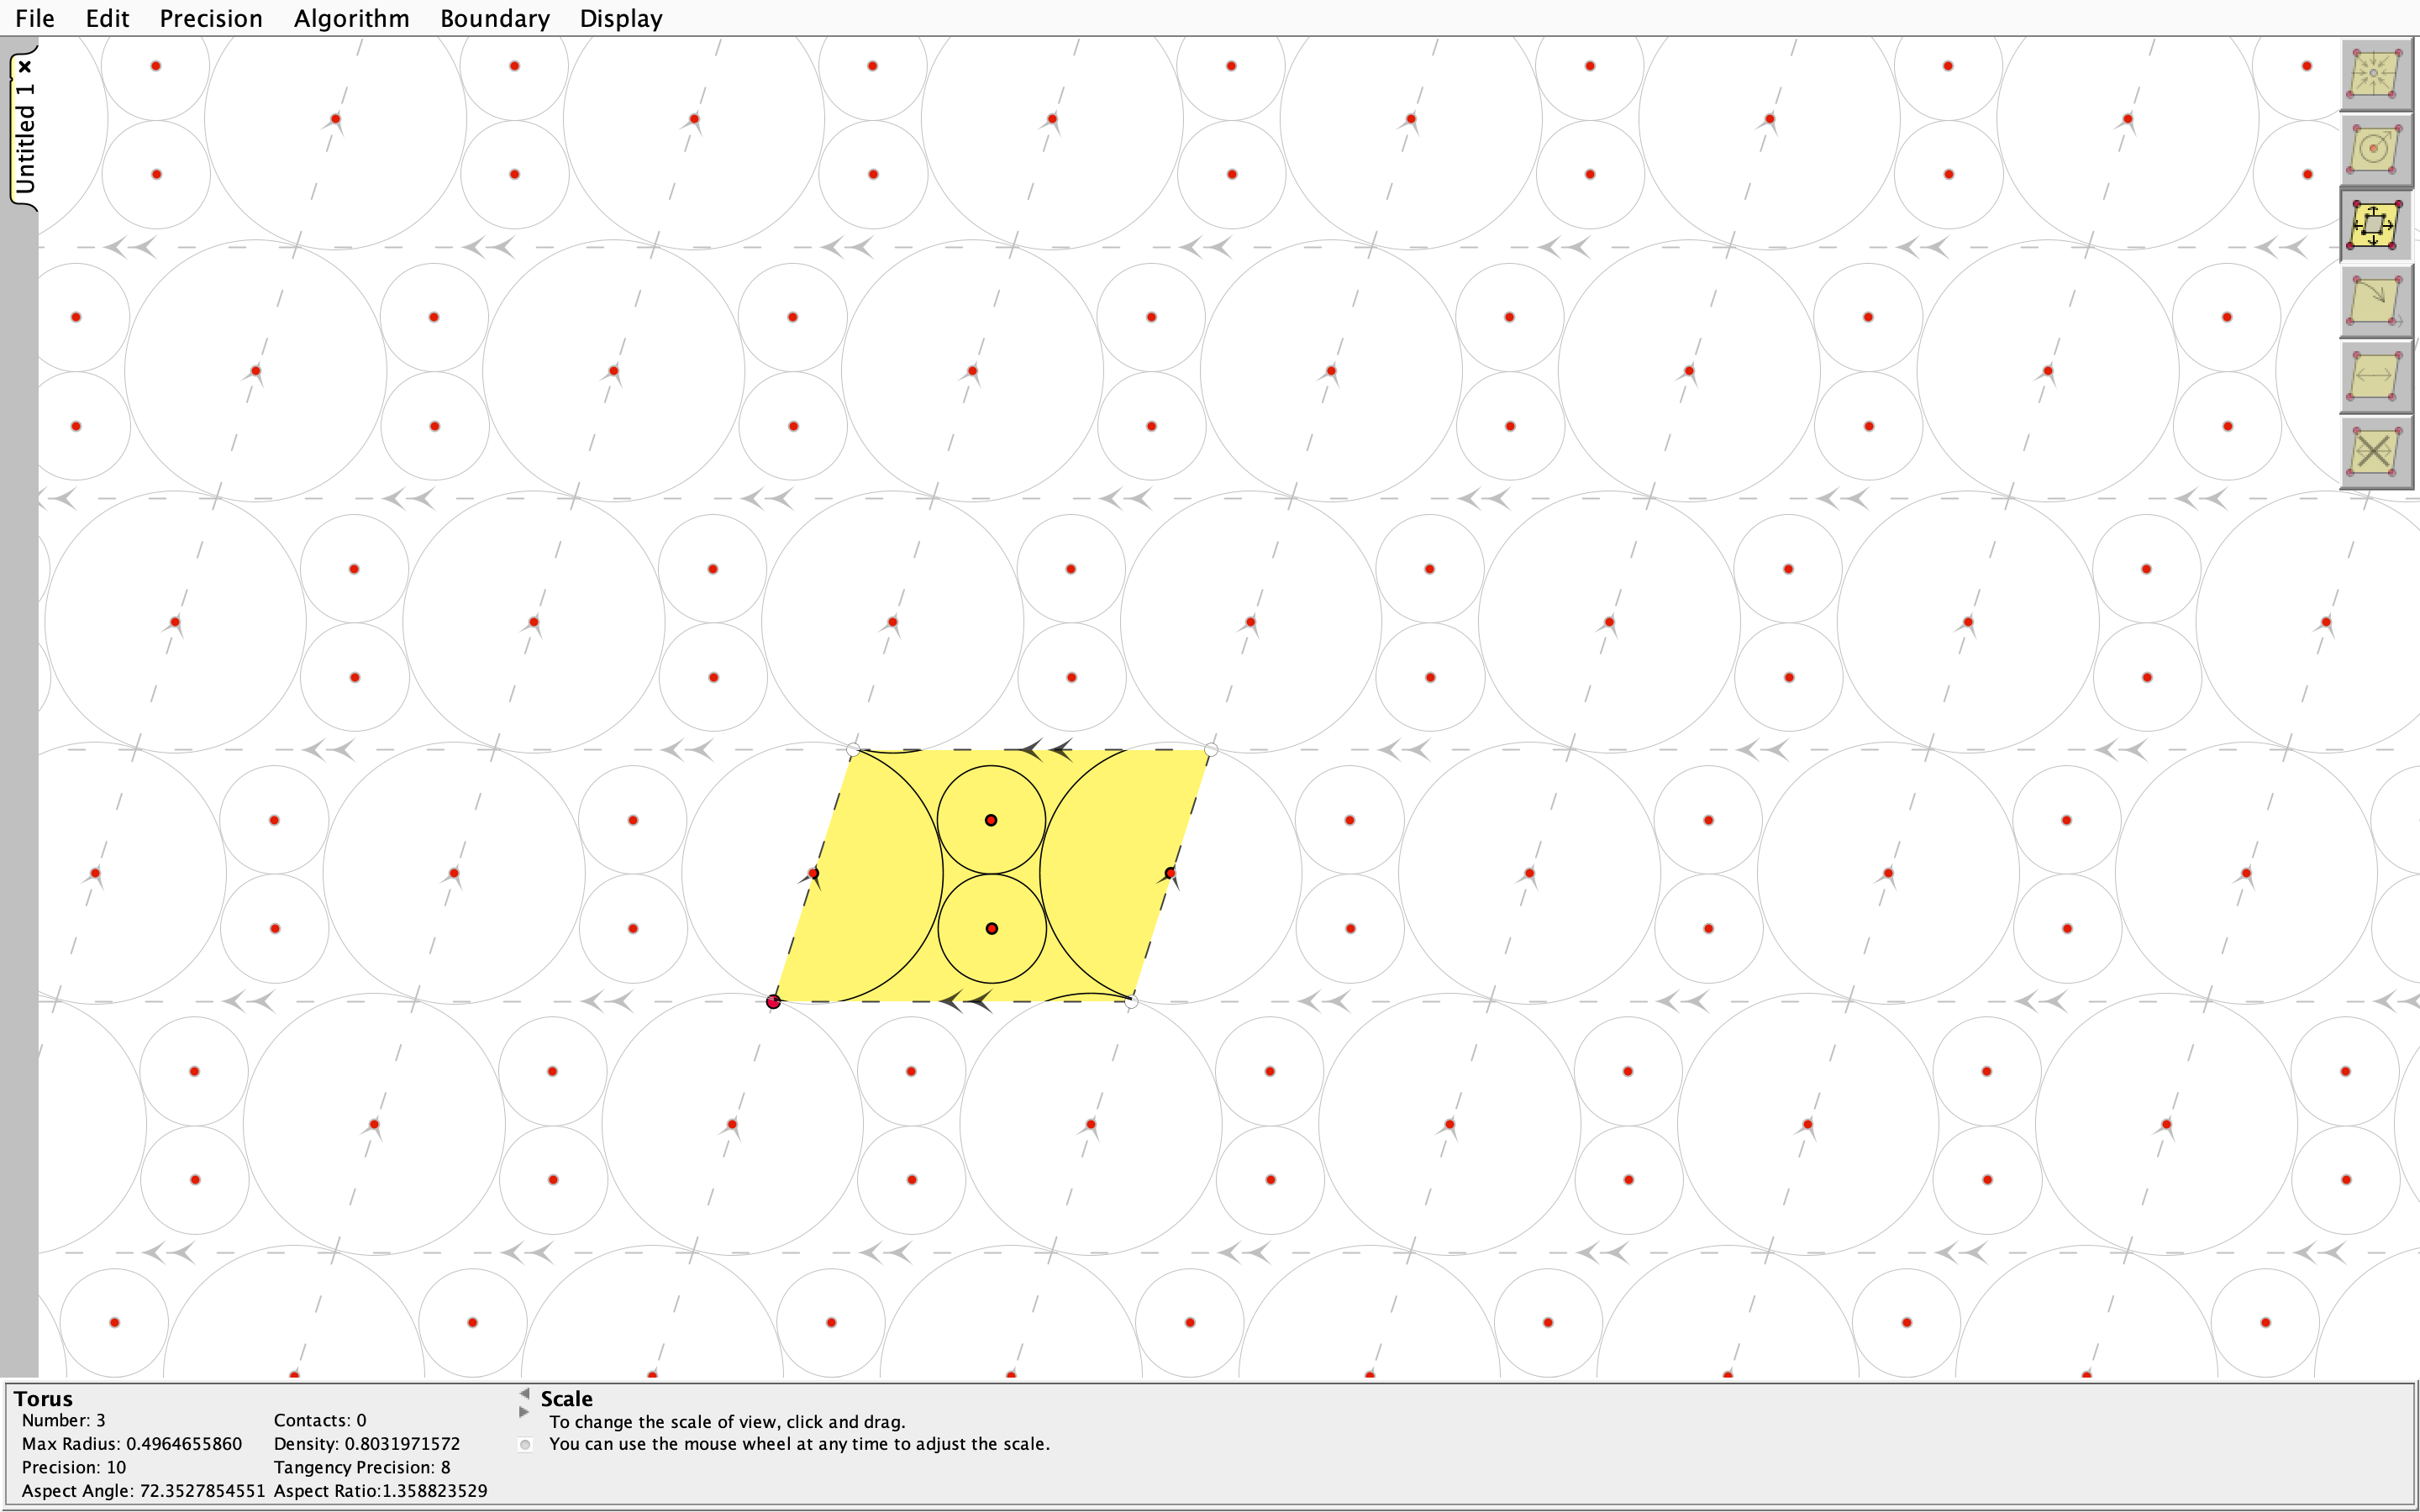 File Edit Precision Algorithm Boundary Display
Untitled 1 ×
Torus
Number: 3 Contacts: 0
Max Radius: 0.4964655860 Density: 0.8031971572
Precision: 10 Tangency Precision: 8
Aspect Angle: 72.3527854551 Aspect Ratio:1.358823529
Scale
To change the scale of view, click and drag.
You can use the mouse wheel at any time to adjust the scale.